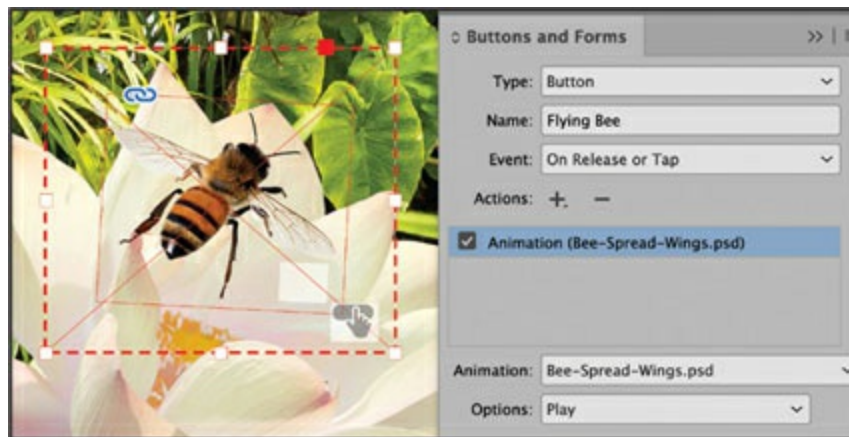 Buttons and Forms
Type: Button
Name: Flying Bee
Event: On Release or Tap
Actions:
Animation (Bee-Spread-Wings.psd)
Animation: Bee-Spread-Wings.psd
Options: Play